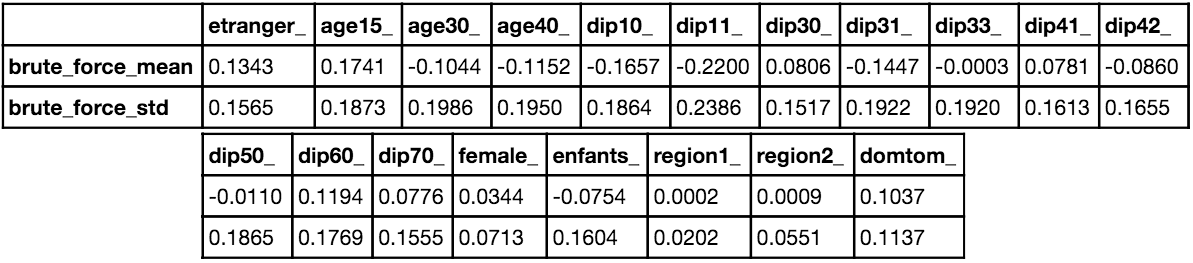 etranger_ age15_ age30_ age40_ dip10_ dip11_ dip30_ dip31_ dip33_ dip41_ dip42_
brute_force_mean 0.1343 0.1741 -0.1044 -0.1152 -0.1657 -0.2200 0.0806 -0.1447 -0.0003 0.0781 -0.0860
brute_force_std 0.1565 0.1873 0.1986 0.1950 0.1864 0.2386 0.1517 0.1922 0.1920 0.1613 0.1655
dip50_ dip60_ dip70_ female_ enfants_ region1_ region2_ domtom_
-0.0110 0.1194 0.0776 0.0344 -0.0754 0.0002 0.0009 0.1037
0.1865 0.1769 0.1555 0.0713 0.1604 0.0202 0.0551 0.1137